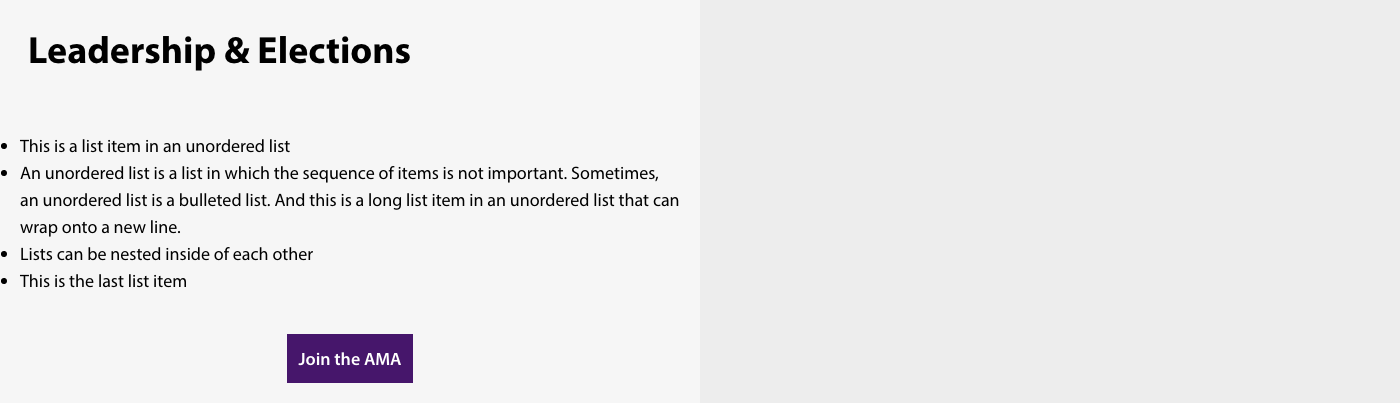 Leadership & Elections
• This is a list item in an unordered list
• An unordered list is a list in which the sequence of items is not important. Sometimes,
an unordered list is a bulleted list. And this is a long list item in an unordered list that can
wrap onto a new line.
• Lists can be nested inside of each other
• This is the last list item
Join the AMA